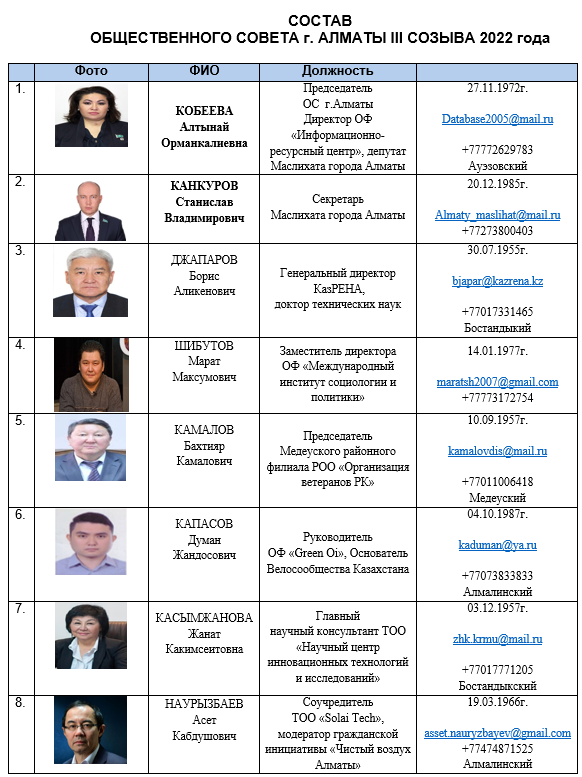 СОСТАВ
ОБЩЕСТВЕННОГО СОВЕТА г. АЛМАТЫ III СОЗЫВА 2022 года
Фото
ФИО
Должность
1.
КОБЕЕВА
Алтынай
Орманкалиевна
Председатель
ОС г.Алматы
Директор ОФ
«Информационно-
ресурсный центр», депутат
Маслихата города Алматы
27.11.1972г.
Database2005@mail.ru
+77772629783
Ауэзовский
2.
КАНКУРОВ
Станислав
Владимирович
Секретарь
Маслихата города Алматы
20.12.1985г.
Almaty_maslihat@mail.ru
+77273800403
3.
ДЖАПАРОВ
Борис
Аликенович
Генеральный директор
КазРЕНА,
доктор технических наук
30.07.1955г.
bjapar@kazrena.kz
+77017331465
Бостандыкий
4.
ШИБУТОВ
Марат
Максумович
Заместитель директора
ОФ «Международный
институт социологии и
политики»
14.01.1977г.
maratsh2007@gmail.com
+77773172754
5.
КАМАЛОВ
Бахтияр
Камалович
Председатель
Медеуского районного
филиала РОО «Организация
ветеранов РК»
10.09.1957г.
kamalovdis@mail.ru
+77011006418
Медеуский
6.
КАПАСОВ
Думан
Жандосович
Руководитель
ОФ «Green Oi», Основатель
Велосообщества Казахстана
04.10.1987г.
kaduman@ya.ru
+77073833833
Алмалинский
7.
КАСЫМЖАНОВА
Жанат
Какимсеитовна
Главный
научный консультант ТОО
«Научный центр
инновационных технологий
и исследований»
03.12.1957г.
zhk.krmu@mail.ru
+77017771205
Бостандыкский
8.
НАУРЫЗБАЕВ
Асет
Кабдушович
Соучредитель
ТОО «Solai Tech»,
модератор гражданской
инициативы «Чистый воздух
Алматы»
19.03.1966г.
asset.nauryzbayev@gmail.com
+77474871525
Алмалинский